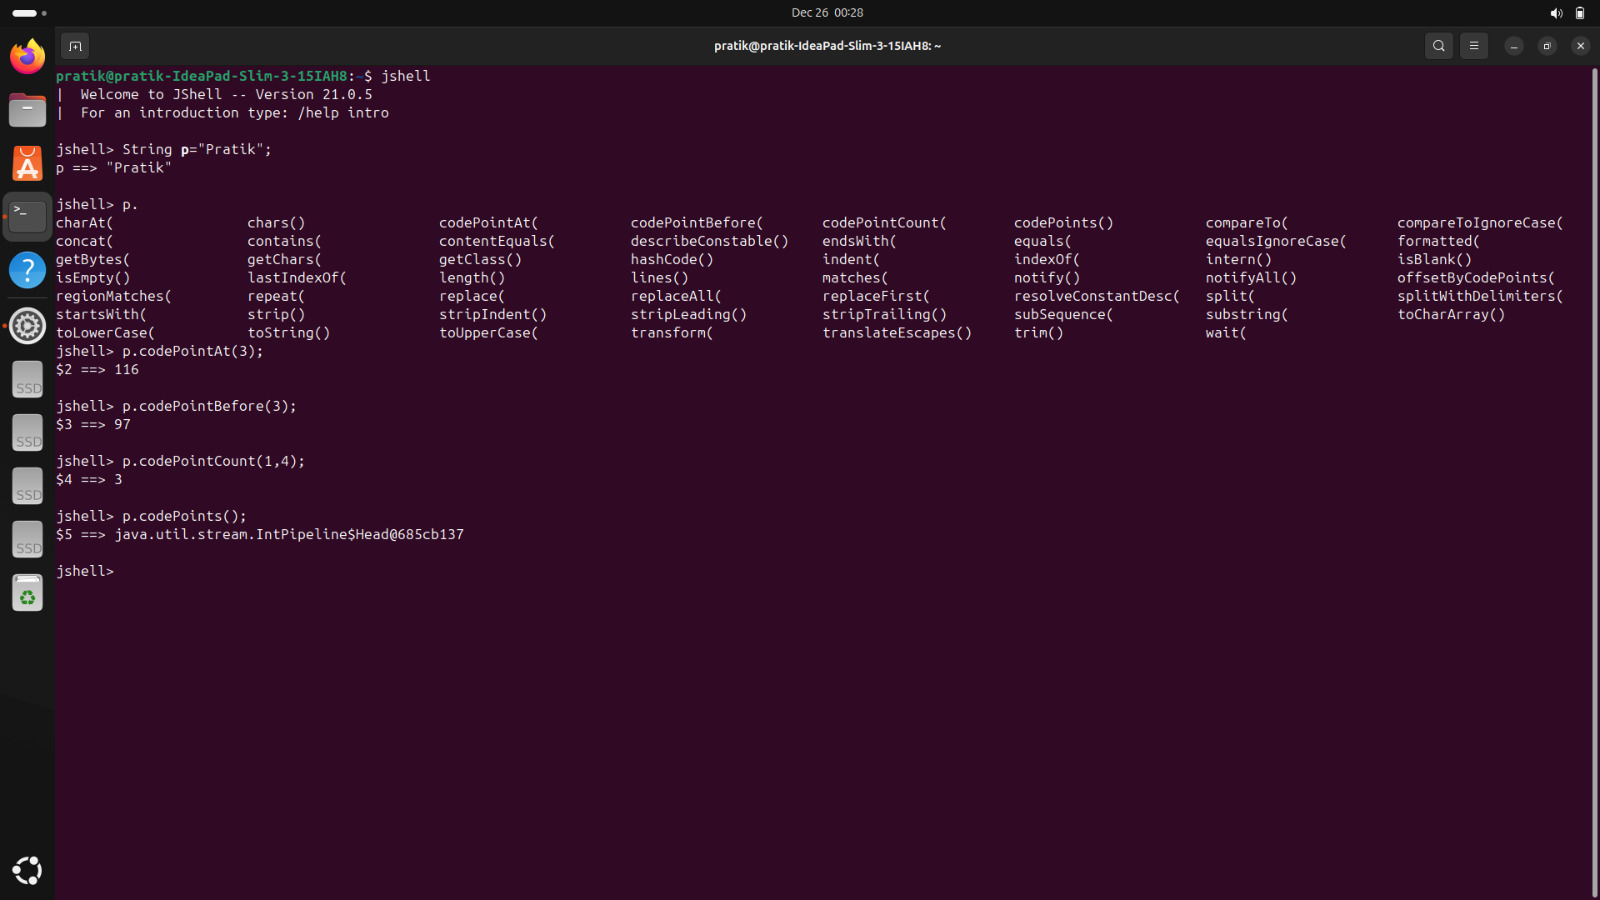 Dec 26 00:28
pratik@pratik-IdeaPad-Slim-3-15IAH8: ~
pratik@pratik-IdeaPad-Slim-3-15IAH8:~$ jshell
| Welcome to JShell -- Version 21.0.5
| For an introduction type: /help intro
jshell> String p="Pratik";
p ==> "Pratik"
jshell> p.
charAt( chars() codePointAt( codePointBefore( codePointCount( codePoints() compareTo( compareToIgnoreCase(
concat( contains( contentEquals( describeConstable() endsWith( equals( equalsIgnoreCase( formatted(
getBytes( getChars( getClass() hashCode() indent( indexOf( intern() isBlank()
isEmpty() lastIndexOf( length() lines() matches( notify() notifyAll() offsetByCodePoints(
regionMatches( repeat( replace( replaceAll( replaceFirst( resolveConstantDesc( split( splitWithDelimiters(
startsWith( strip() stripIndent() stripLeading() stripTrailing() subSequence( substring( toCharArray()
toLowerCase( toString() toUpperCase( transform( translateEscapes() trim() wait(
jshell> p.codePointAt(3);
$2 ==> 116
jshell> p.codePointBefore(3);
$3 ==> 97
jshell> p.codePointCount(1,4);
$4 ==> 3
jshell> p.codePoints();
$5 ==> java.util.stream.IntPipeline$Head@685cb137
jshell>
SSD
SSD
SSD
SSD